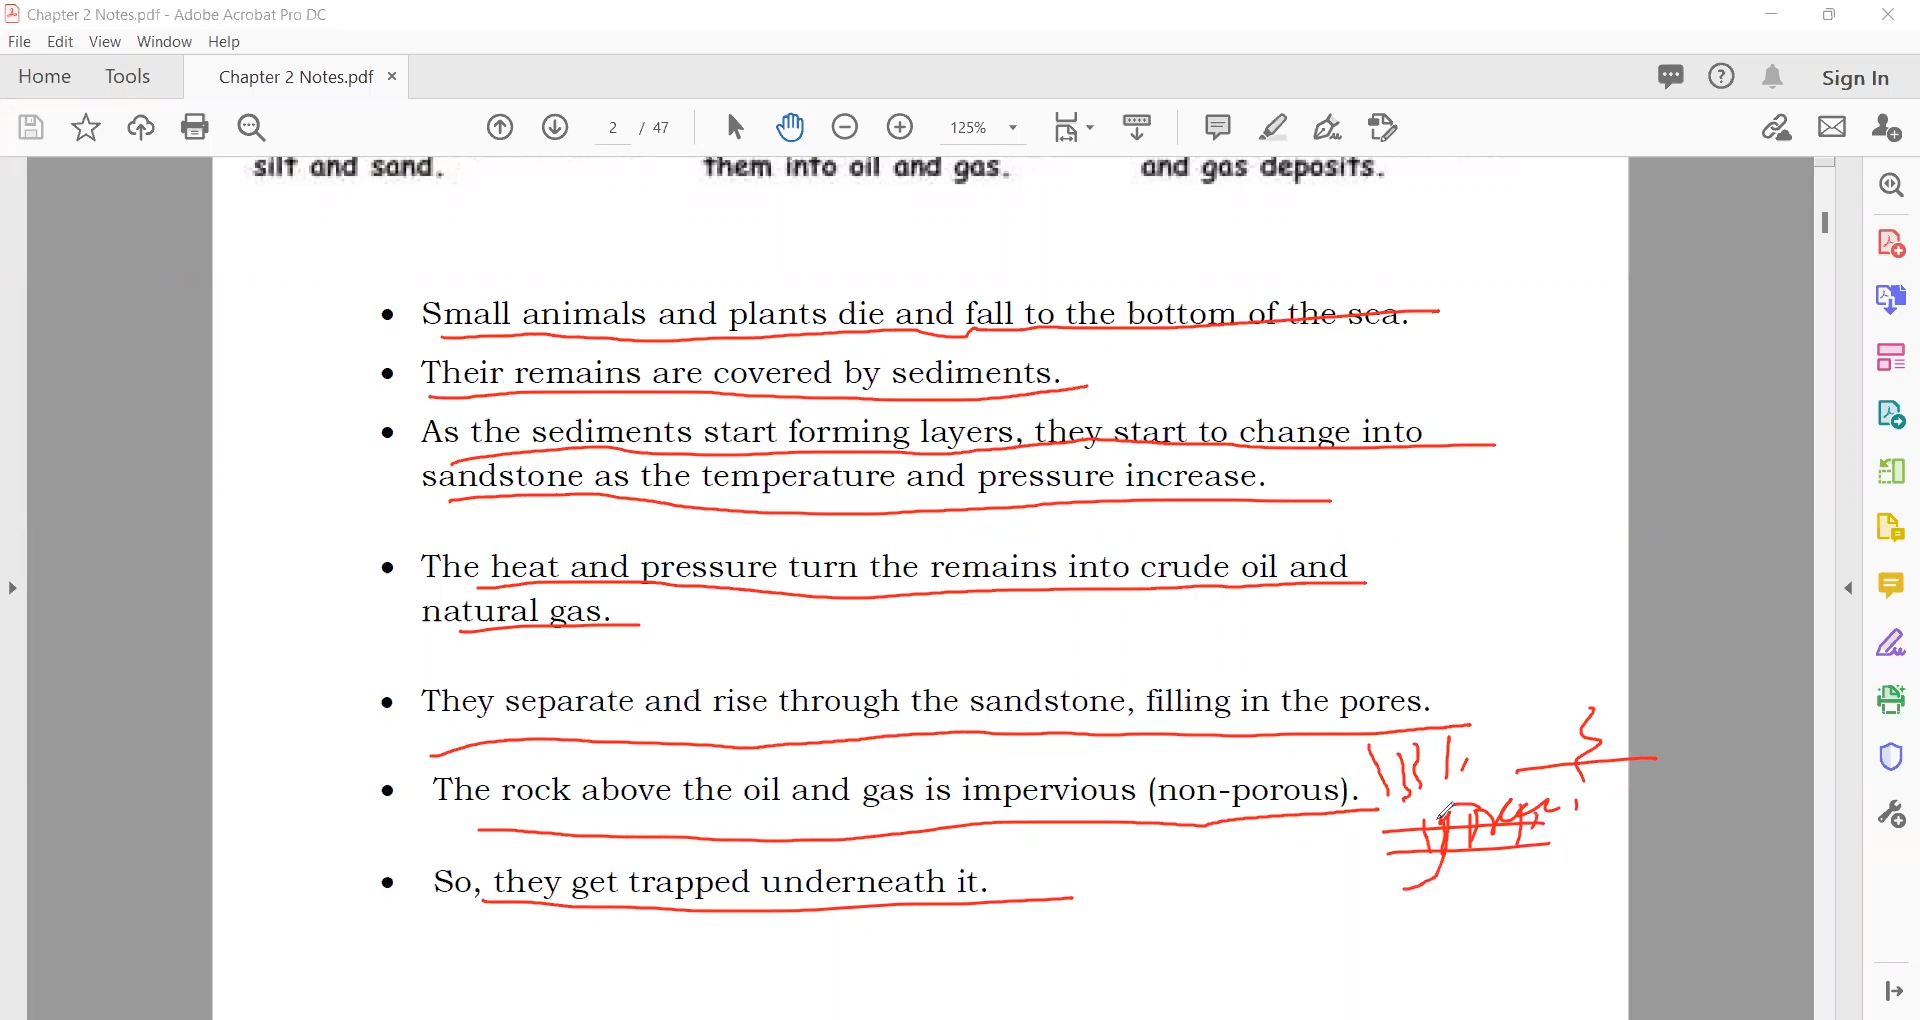 Chapter 2 Notes.pdf - Adobe Acrobat Pro DC
File Edit View Window Help
Home Tools Chapter 2 Notes.pdf × Sign In
2 / 47 125%
silt and sand. them into oil and gas. and gas deposits.
• Small animals and plants die and fall to the bottom of the sea.
• Their remains are covered by sediments.
• As the sediments start forming layers, they start to change into
sandstone as the temperature and pressure increase.
• The heat and pressure turn the remains into crude oil and
natural gas.
• They separate and rise through the sandstone, filling in the pores.
• The rock above the oil and gas is impervious (non-porous).
• So, they get trapped underneath it.